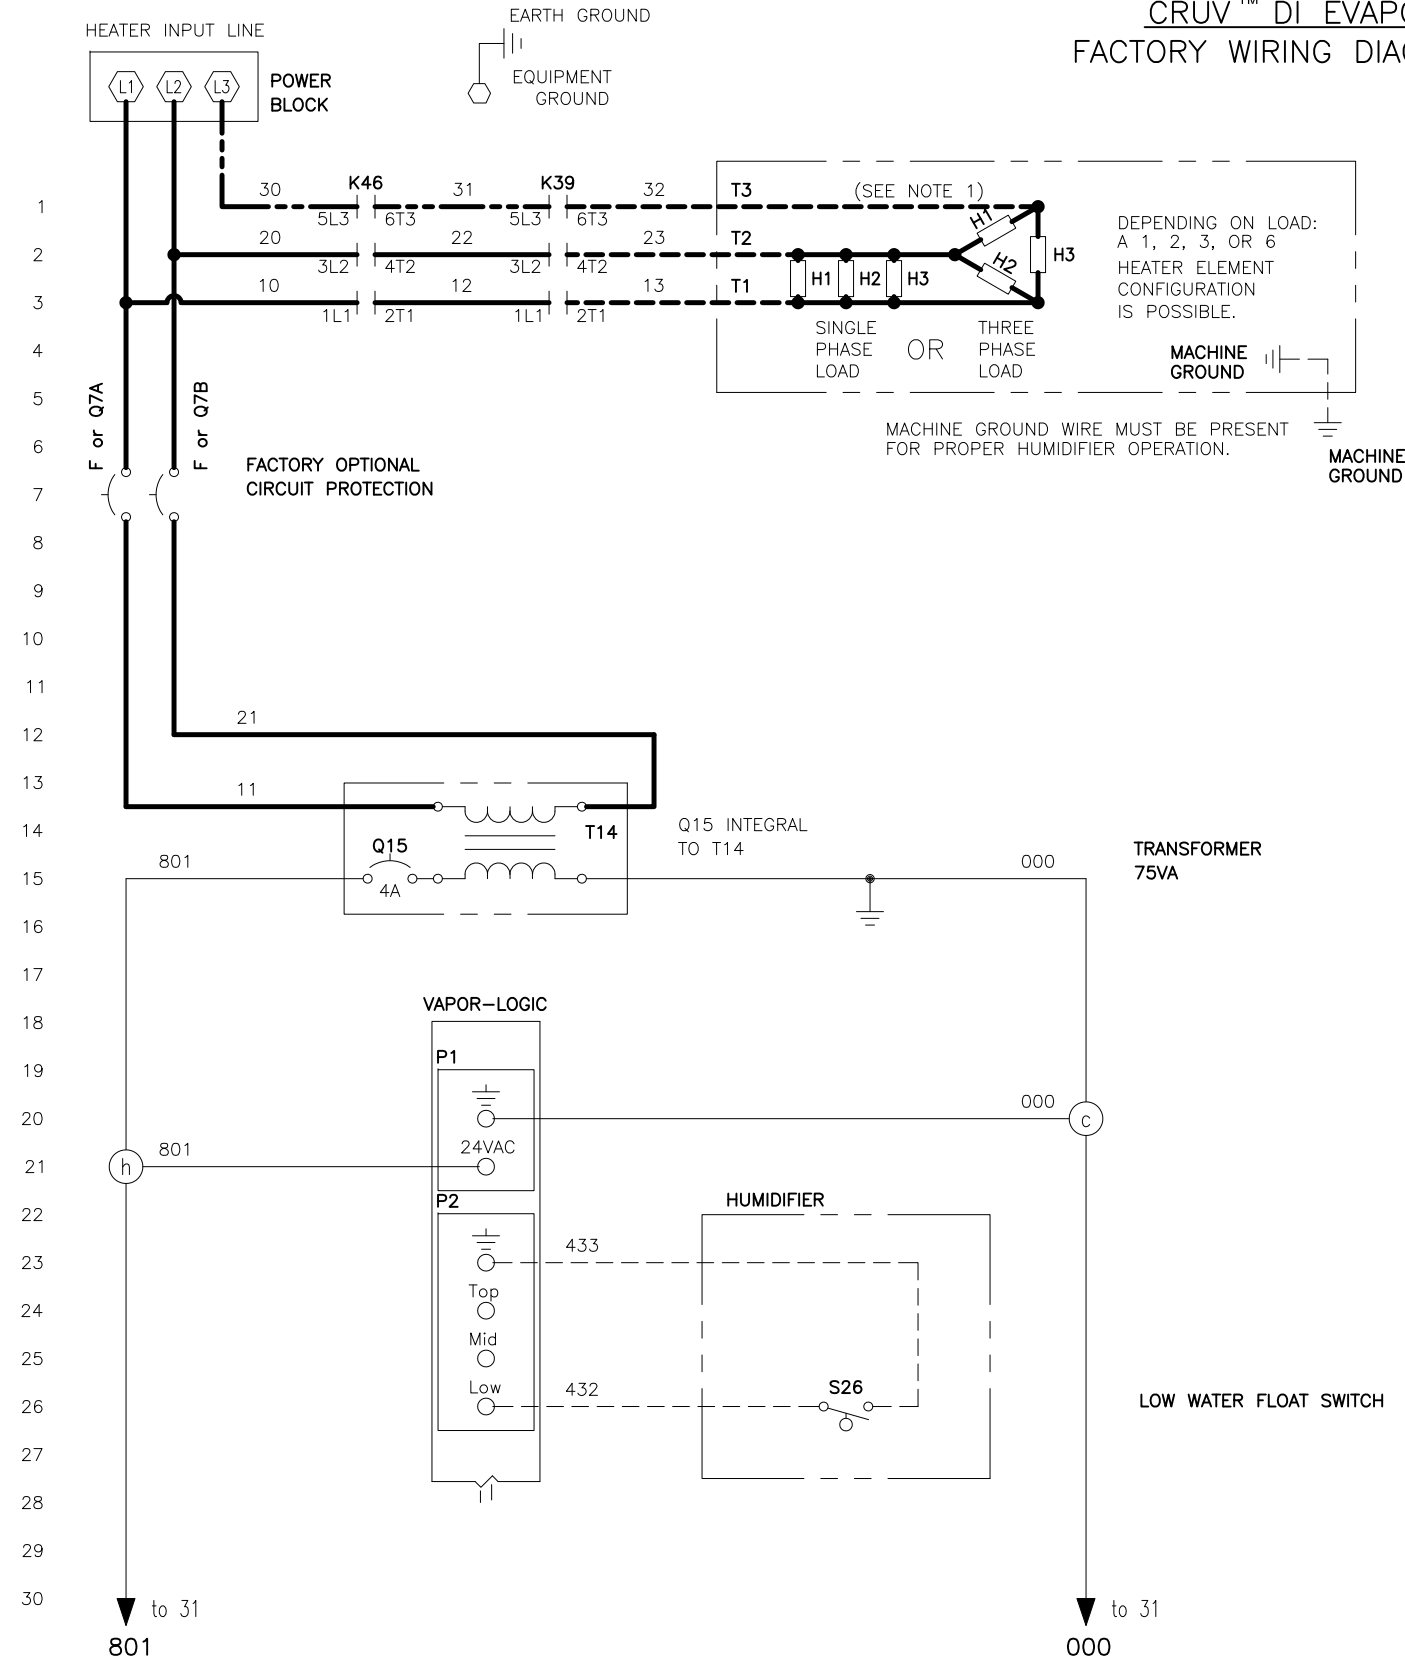 EARTH GROUND
CRUV™ DI EVAPO
HEATER INPUT LINE
FACTORY WIRING DIA
L1 L2 L3
POWER
BLOCK
EQUIPMENT
GROUND
1
30 K46 31 K39 32 T3 (SEE NOTE 1)
5L3 6T3 5L3 6T3
H1
DEPENDING ON LOAD:
A 1, 2, 3, OR 6
HEATER ELEMENT
CONFIGURATION
IS POSSIBLE.
2
20 22 23 T2
3L2 4T2 3L2 4T2
H2
H3
3
10 12 13 T1
H1 H2 H3
1L1 2T1 1L1 2T1
SINGLE
PHASE
LOAD
OR
THREE
PHASE
LOAD
4
MACHINE
GROUND
5
F or Q7A
F or Q7B
MACHINE GROUND WIRE MUST BE PRESENT
FOR PROPER HUMIDIFIER OPERATION.
6
MACHINE
GROUND
FACTORY OPTIONAL
CIRCUIT PROTECTION
7
8
9
10
11
21
12
13
11
14
T14
Q15 INTEGRAL
TO T14
Q15
4A
801
000
TRANSFORMER
75VA
15
16
17
VAPOR-LOGIC
18
P1
19
000
20
c
24VAC
801
21
h
P2
HUMIDIFIER
22
433
23
Top
24
Mid
25
Low
432
S26
26
LOW WATER FLOAT SWITCH
27
28
29
30
to 31
to 31
801
000